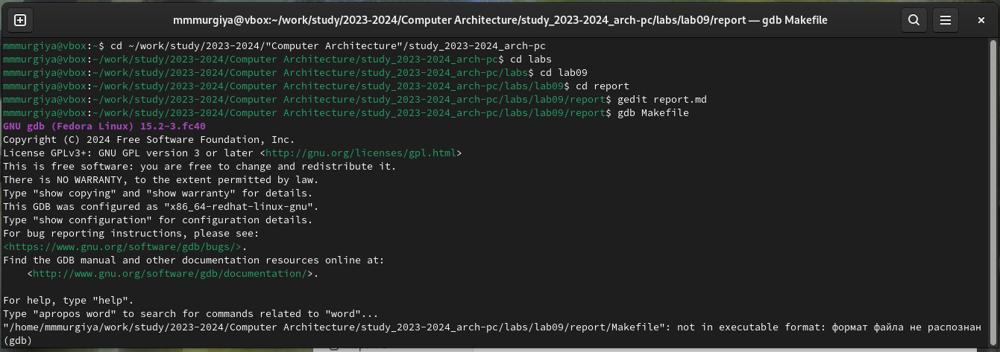 mmmurgiya@vbox:~/work/study/2023-2024/Computer Architecture/study_2023-2024_arch-pc/labs/lab09/report — gdb Makefile
mmmurgiya@vbox:~$ cd ~/work/study/2023-2024/"Computer Architecture"/study_2023-2024_arch-pc
mmmurgiya@vbox:~/work/study/2023-2024/Computer Architecture/study_2023-2024_arch-pc$ cd labs
mmmurgiya@vbox:~/work/study/2023-2024/Computer Architecture/study_2023-2024_arch-pc/labs$ cd lab09
mmmurgiya@vbox:~/work/study/2023-2024/Computer Architecture/study_2023-2024_arch-pc/labs/lab09$ cd report
mmmurgiya@vbox:~/work/study/2023-2024/Computer Architecture/study_2023-2024_arch-pc/labs/lab09/report$ gedit report.md
mmmurgiya@vbox:~/work/study/2023-2024/Computer Architecture/study_2023-2024_arch-pc/labs/lab09/report$ gdb Makefile
GNU gdb (Fedora Linux) 15.2-3.fc40
Copyright (C) 2024 Free Software Foundation, Inc.
License GPLv3+: GNU GPL version 3 or later <http://gnu.org/licenses/gpl.html>
This is free software: you are free to change and redistribute it.
There is NO WARRANTY, to the extent permitted by law.
Type "show copying" and "show warranty" for details.
This GDB was configured as "x86_64-redhat-linux-gnu".
Type "show configuration" for configuration details.
For bug reporting instructions, please see:
<https://www.gnu.org/software/gdb/bugs/>.
Find the GDB manual and other documentation resources online at:
    <http://www.gnu.org/software/gdb/documentation/>.
For help, type "help".
Type "apropos word" to search for commands related to "word"...
"/home/mmmurgiya/work/study/2023-2024/Computer Architecture/study_2023-2024_arch-pc/labs/lab09/report/Makefile": not in executable format: формат файла не распознан
(gdb)